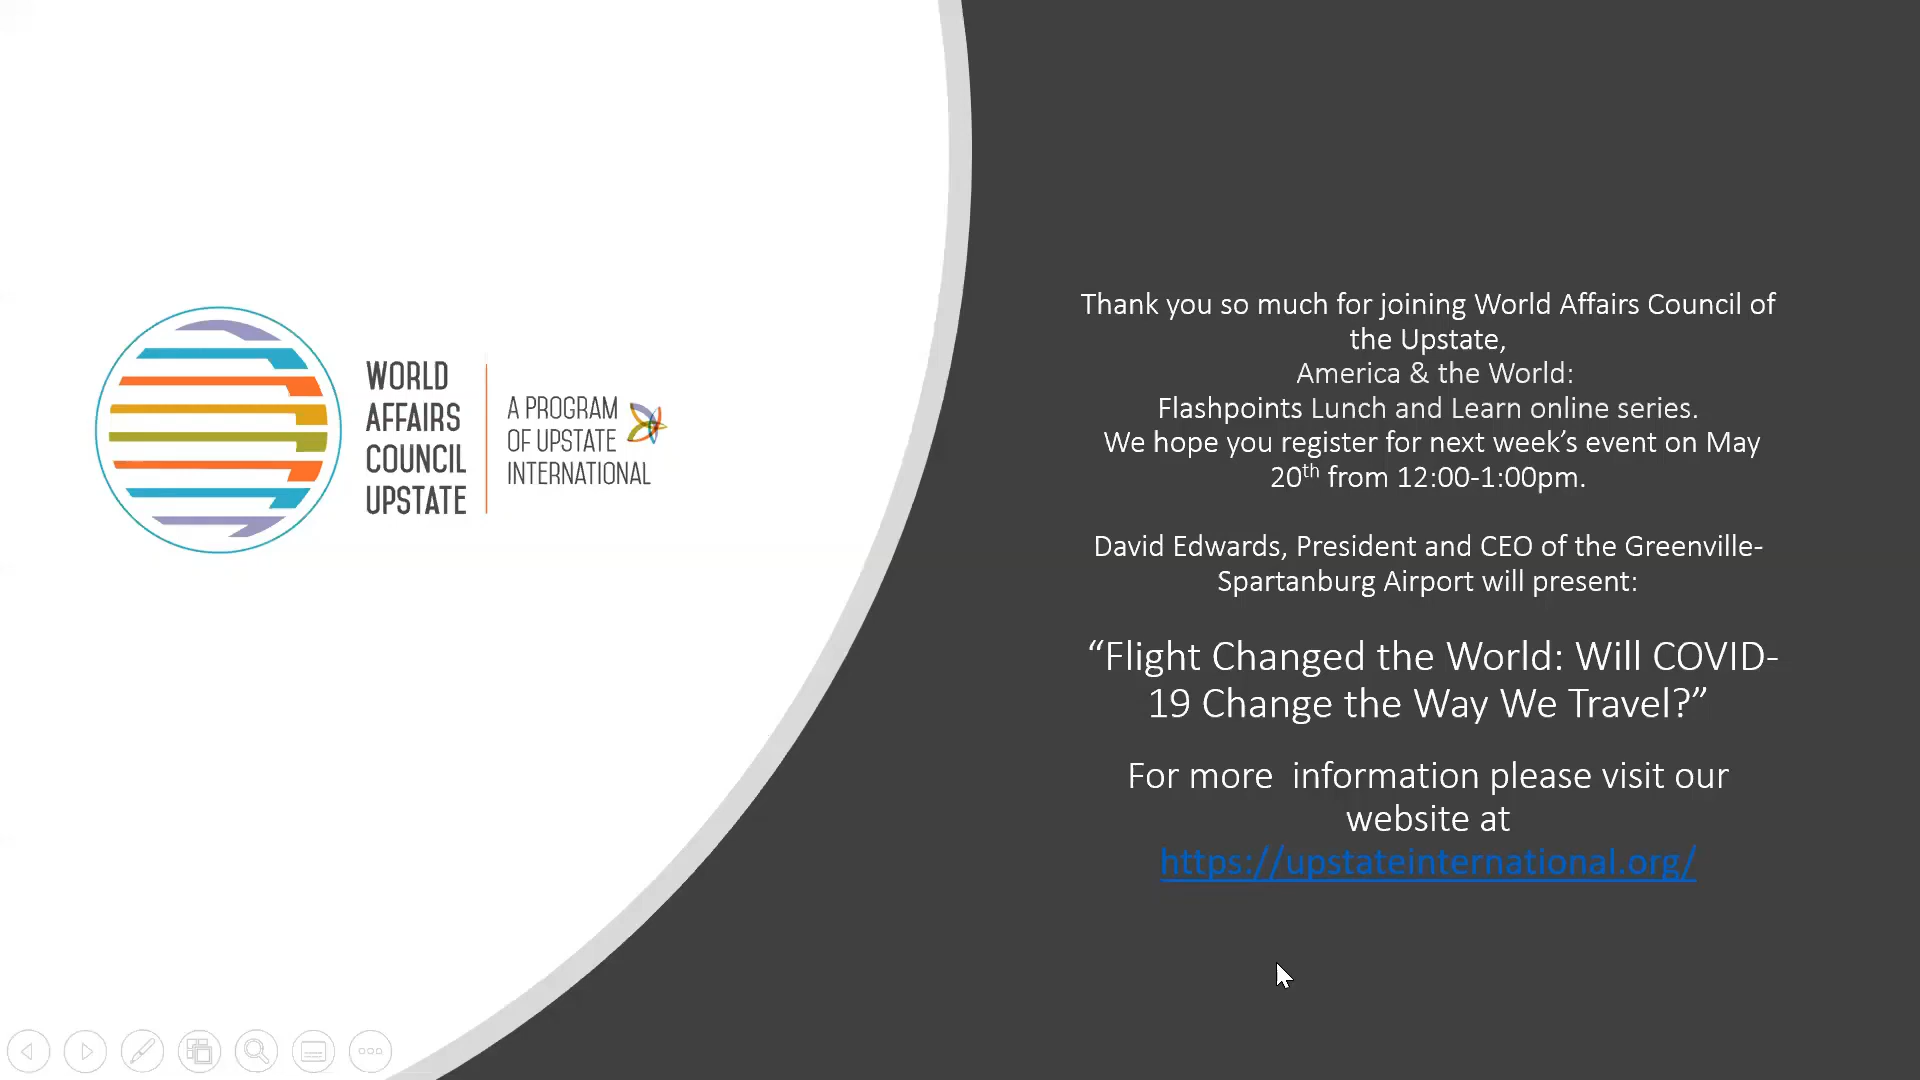 WORLD
AFFAIRS
COUNCIL
UPSTATE
A PROGRAM
OF UPSTATE
INTERNATIONAL
Thank you so much for joining World Affairs Council of
the Upstate,
America & the World:
Flashpoints Lunch and Learn online series.
We hope you register for next week’s event on May
20th from 12:00-1:00pm.
David Edwards, President and CEO of the Greenville-
Spartanburg Airport will present:
“Flight Changed the World: Will COVID-
19 Change the Way We Travel?”
For more  information please visit our
website at
https://upstateinternational.org/